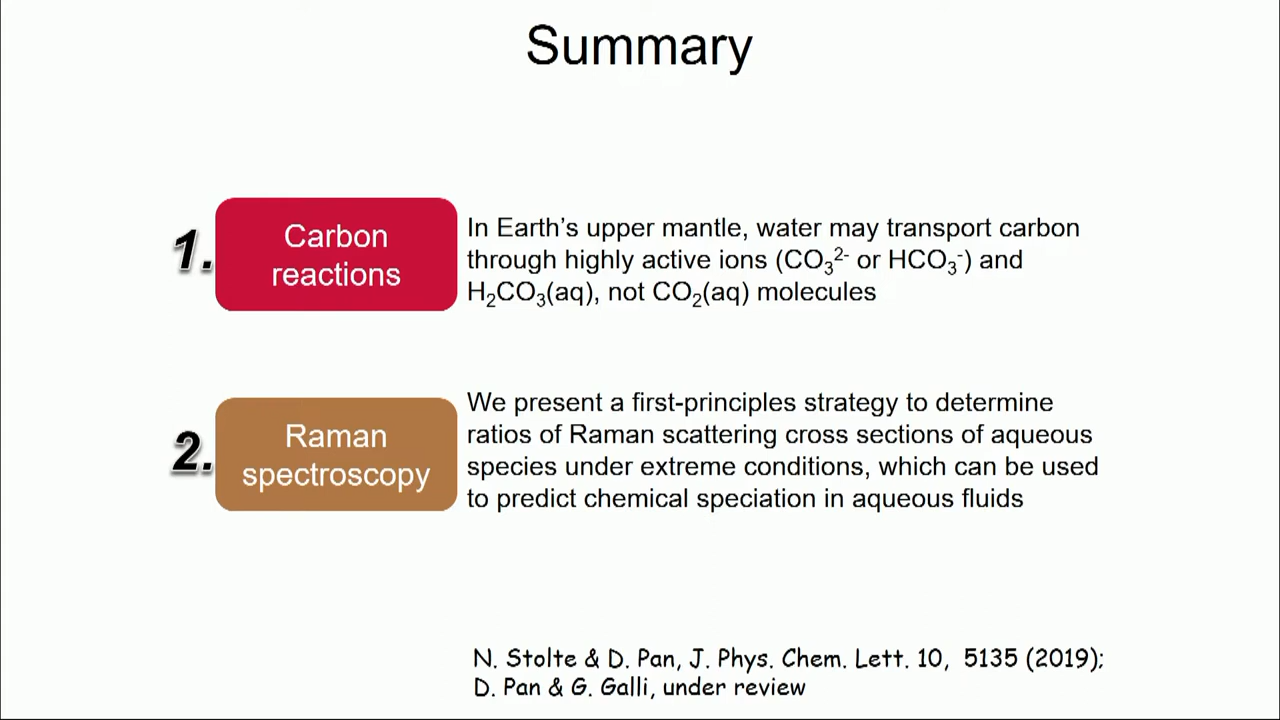 Summary
1.
Carbon
reactions
In Earth’s upper mantle, water may transport carbon
through highly active ions (CO₃²⁻ or HCO₃⁻) and
H₂CO₃(aq), not CO₂(aq) molecules
2.
Raman
spectroscopy
We present a first-principles strategy to determine
ratios of Raman scattering cross sections of aqueous
species under extreme conditions, which can be used
to predict chemical speciation in aqueous fluids
N. Stolte & D. Pan, J. Phys. Chem. Lett. 10, 5135 (2019);
D. Pan & G. Galli, under review